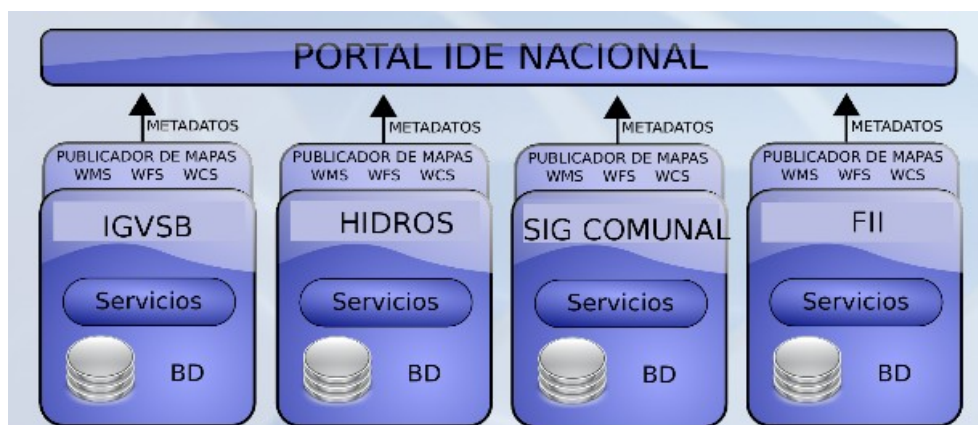 PORTAL IDE NACIONAL
METADATOS METADATOS METADATOS METADATOS
PUBLICADOR DE MAPAS PUBLICADOR DE MAPAS PUBLICADOR DE MAPAS PUBLICADOR DE MAPAS
WMS WFS WCS WMS WFS WCS WMS WFS WCS WMS WFS WCS
IGVSB HIDROS SIG COMUNAL FII
Servicios Servicios Servicios Servicios
BD BD BD BD